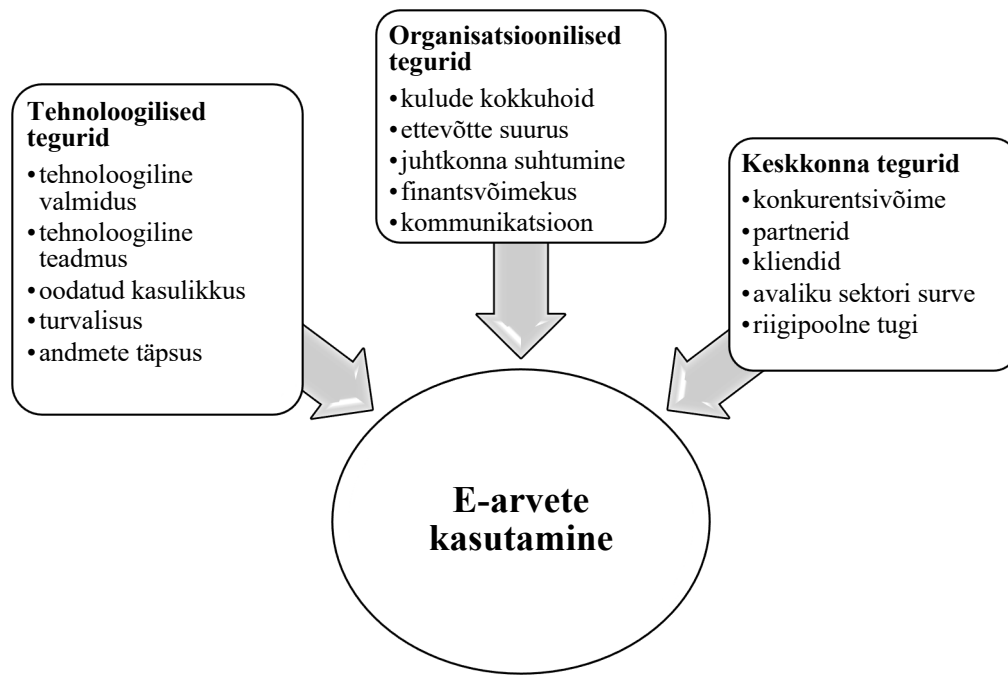 Tehnoloogilised
tegurid
•tehnoloogiline
valmidus
•tehnoloogiline
teadmus
•oodatud kasulikkus
•turvalisus
•andmete täpsus
Organisatsioonilised
tegurid
•kulude kokkuhoid
•ettevõtte suurus
•juhtkonna suhtumine
•finantsvõimekus
•kommunikatsioon
Keskkonna tegurid
•konkurentsivõime
•partnerid
•kliendid
•avaliku sektori surve
•riigipoolne tugi
E-arvete
kasutamine